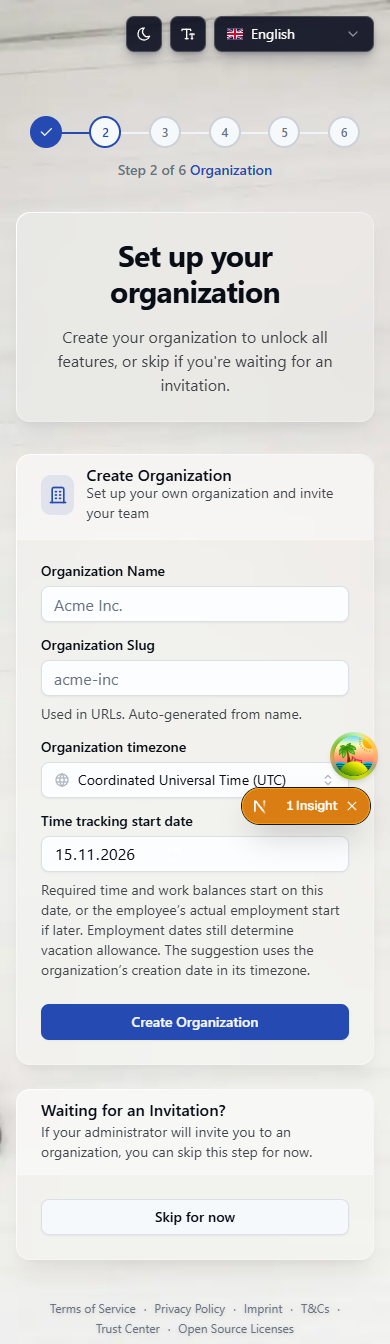 English
2
3
4
5
6
Step 2 of 6 Organization
Set up your
organization
Create your organization to unlock all
features, or skip if you're waiting for an
invitation.
Create Organization
Set up your own organization and invite
your team
Organization Name
Acme Inc.
Organization Slug
acme-inc
Used in URLs. Auto-generated from name.
Organization timezone
Coordinated Universal Time (UTC)
1 Insight
Time tracking start date
15.11.2026
Required time and work balances start on this
date, or the employee’s actual employment start
if later. Employment dates still determine
vacation allowance. The suggestion uses the
organization’s creation date in its timezone.
Create Organization
Waiting for an Invitation?
If your administrator will invite you to an
organization, you can skip this step for now.
Skip for now
Terms of Service · Privacy Policy · Imprint · T&Cs ·
Trust Center · Open Source Licenses